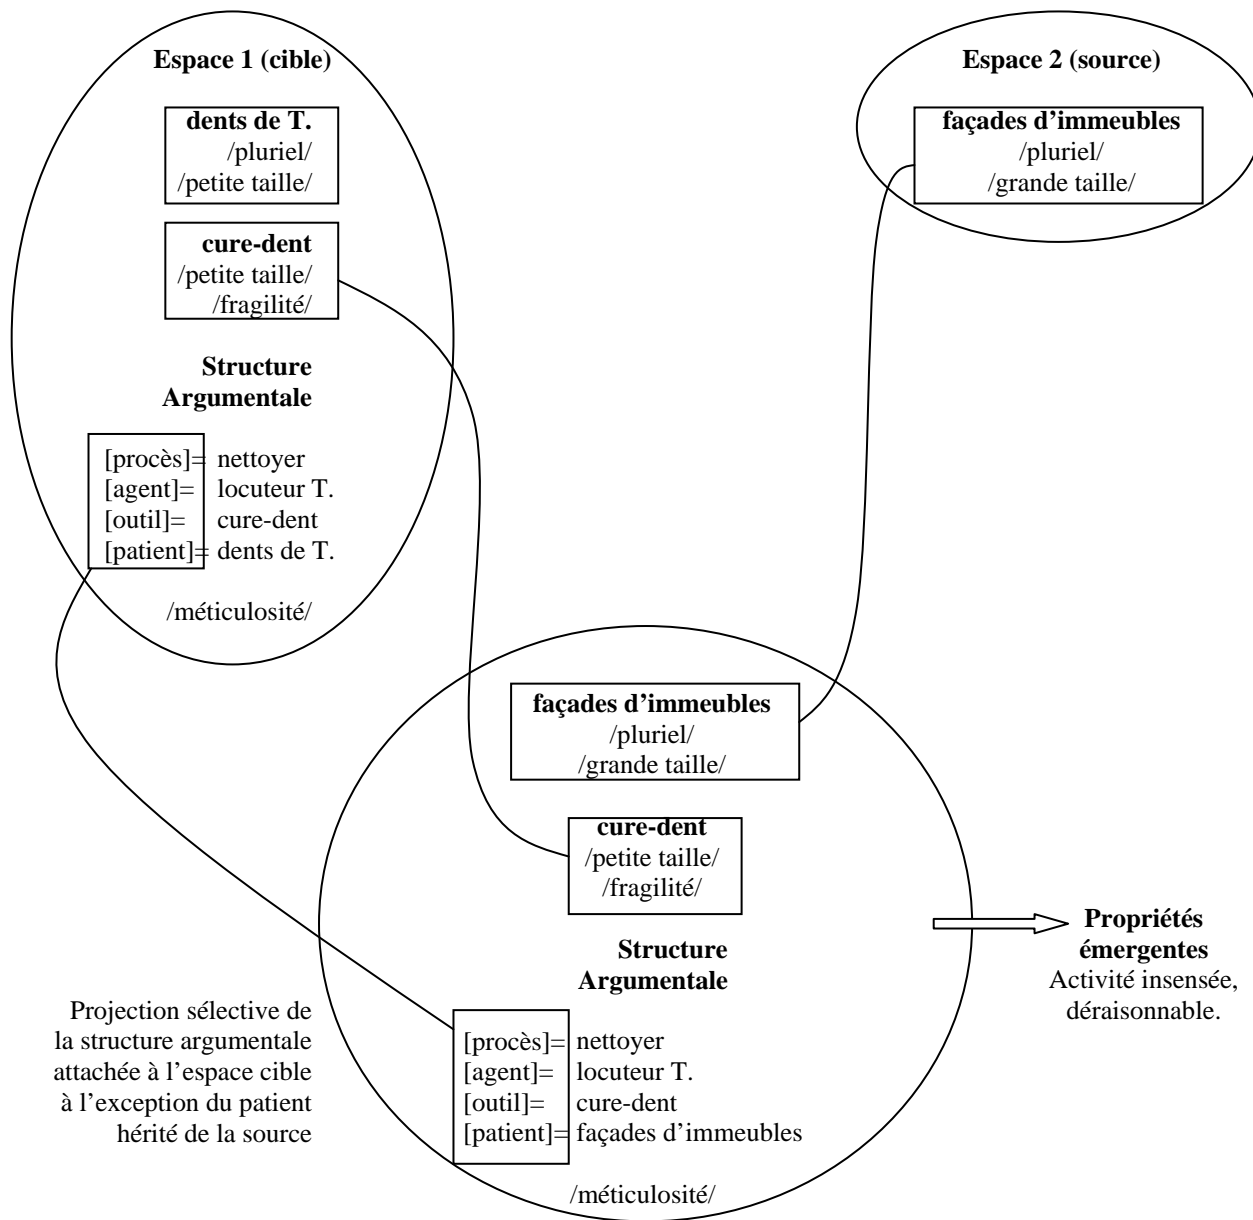 Espace 1 (cible)
dents de T.
/pluriel/
/petite taille/
cure-dent
/petite taille/
/fragilité/
Structure
Argumentale
[procès]= nettoyer
[agent]= locuteur T.
[outil]= cure-dent
[patient]= dents de T.
/méticulosité/
Espace 2 (source)
façades d’immeubles
/pluriel/
/grande taille/
façades d’immeubles
/pluriel/
/grande taille/
cure-dent
/petite taille/
/fragilité/
Structure
Argumentale
[procès]= nettoyer
[agent]= locuteur T.
[outil]= cure-dent
[patient]= façades d’immeubles
/méticulosité/
Projection sélective de
la structure argumentale
attachée à l’espace cible
à l’exception du patient
hérité de la source
Propriétés
émergentes
Activité insensée,
déraisonnable.